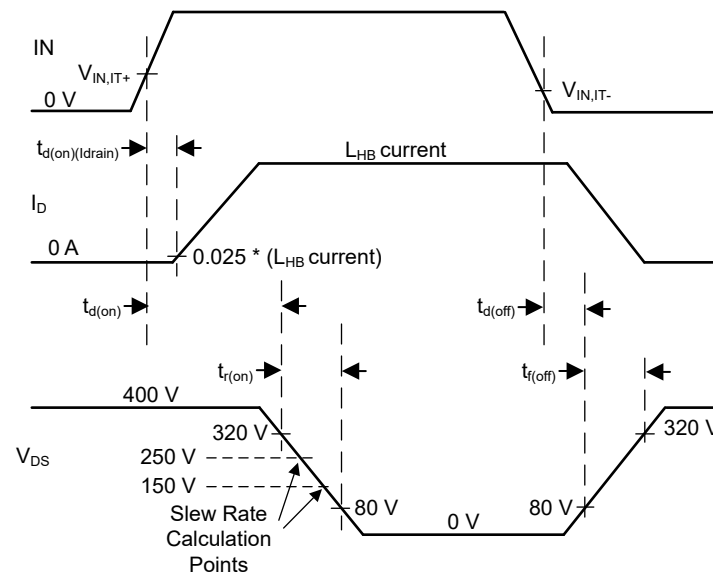 IN
V_IN,IT+
0 V
V_IN,IT-
t_d(on)(Idrain)
L_HB current
I_D
0 A
0.025 * (L_HB current)
t_d(on)
t_d(off)
t_r(on)
t_f(off)
400 V
320 V
320 V
V_DS
250 V
150 V
80 V
0 V
80 V
Slew Rate
Calculation
Points